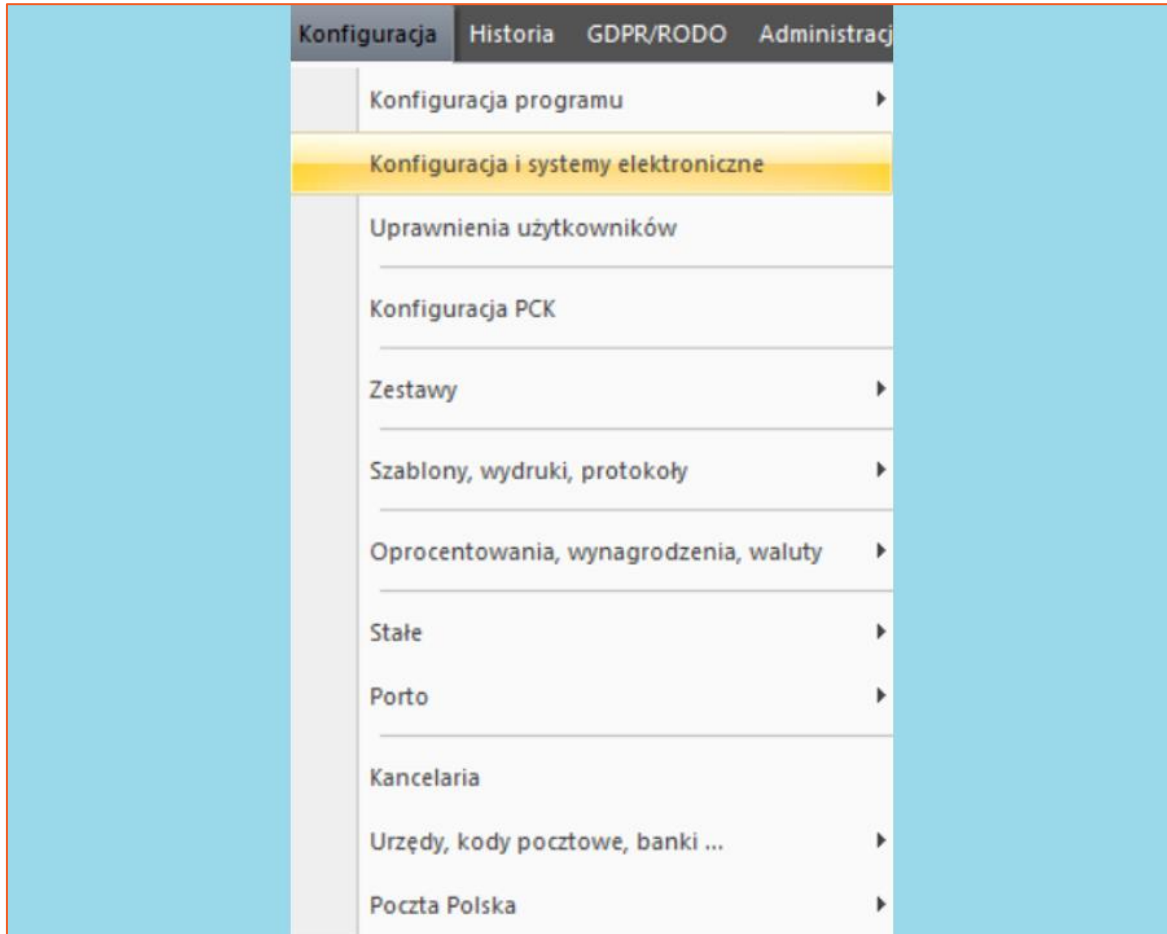 Konfiguracja Historia GDPR/RODO Administracj
Konfiguracja programu
Konfiguracja i systemy elektroniczne
Uprawnienia użytkowników
Konfiguracja PCK
Zestawy
Szablony, wydruki, protokoły
Oprocentowania, wynagrodzenia, waluty
Stałe
Porto
Kancelaria
Urzędy, kody pocztowe, banki ...
Poczta Polska